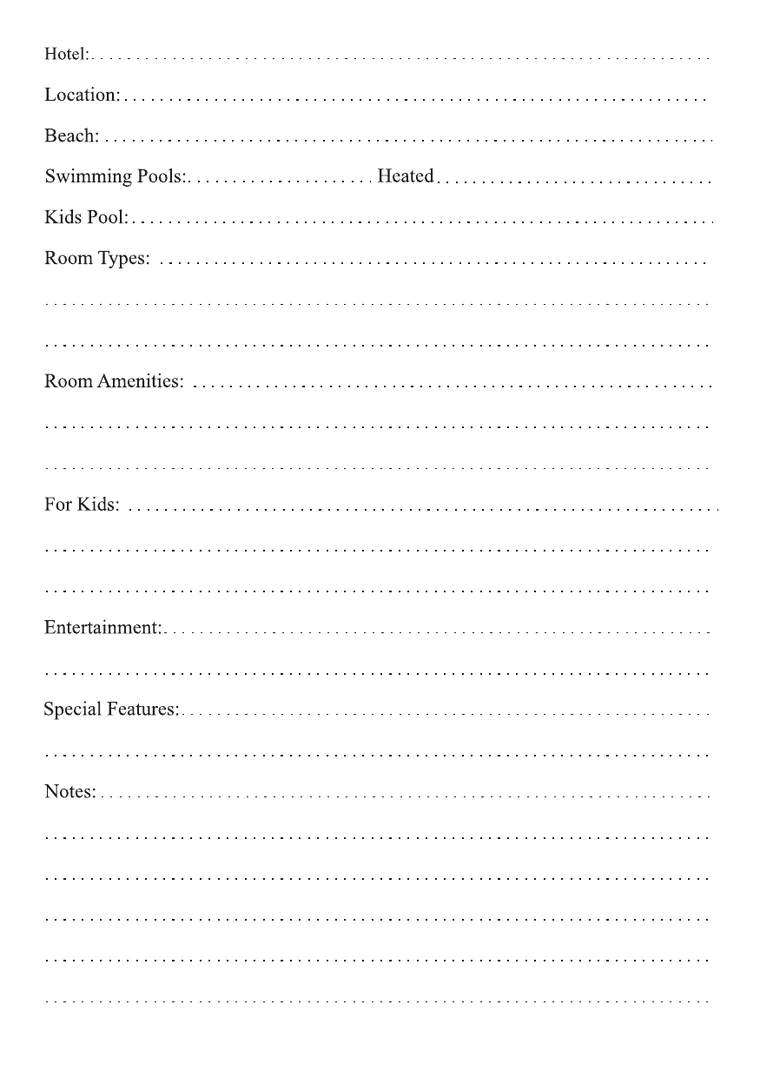 Hotel:
Location:
Beach:
Swimming Pools: Heated
Kids Pool:
Room Types:
Room Amenities:
For Kids:
Entertainment:
Special Features:
Notes: